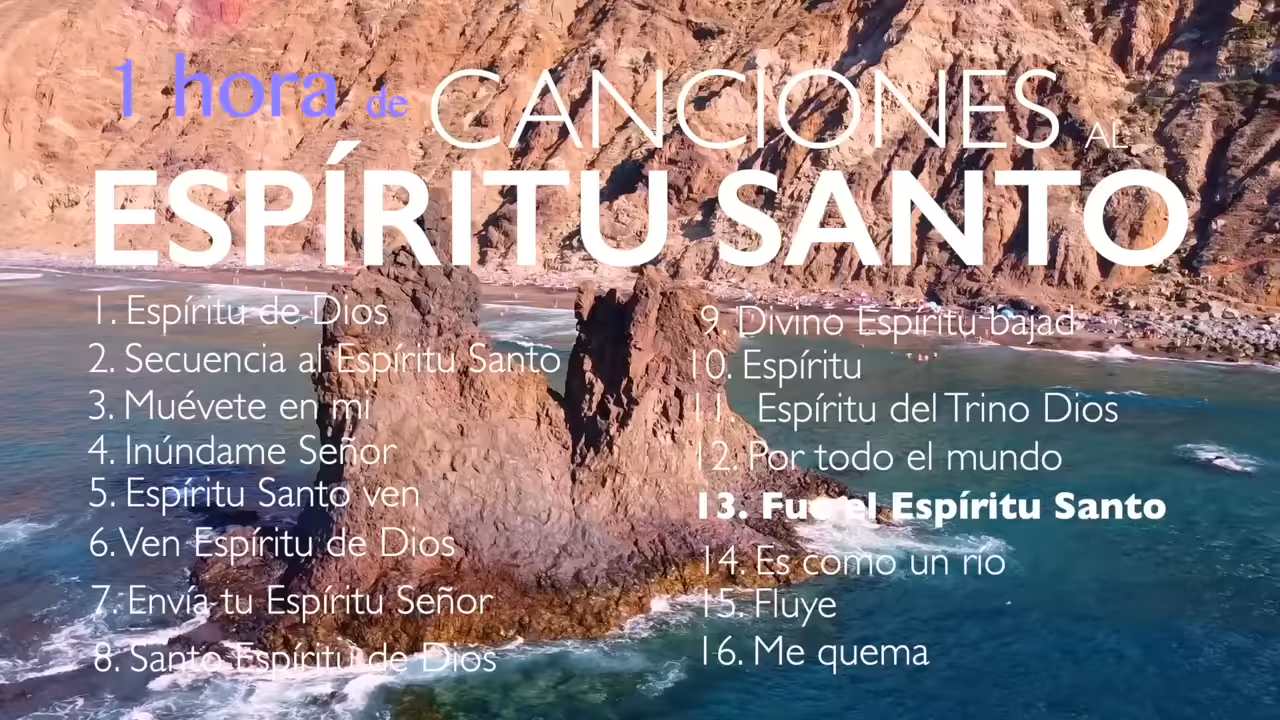 1 hora de CANCIONES AL
ESPÍRITU SANTO
1. Espíritu de Dios
2. Secuencia al Espíritu Santo
3. Muévete en mi
4. Inúndame Señor
5. Espíritu Santo ven
6. Ven Espíritu de Dios
7. Envía tu Espíritu Señor
8. Santo Espíritu de Dios
9. Divino Espíritu bajad
10. Espíritu
11. Espíritu del Trino Dios
12. Por todo el mundo
13. Fue el Espíritu Santo
14. Es como un río
15. Fluye
16. Me quema